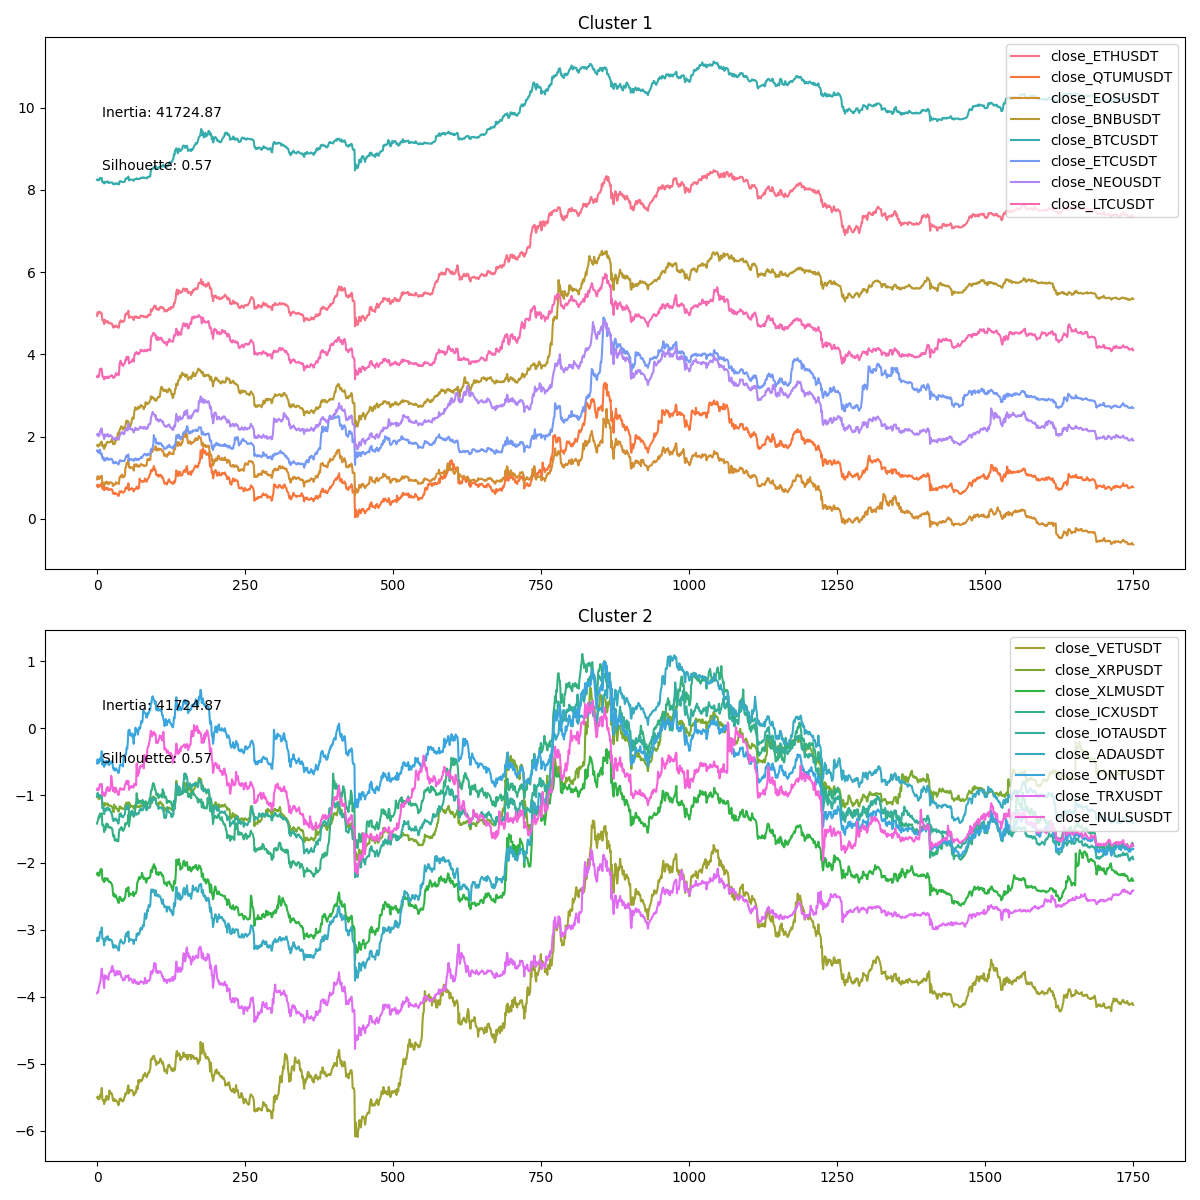 Cluster 1
Inertia: 41724.87
Silhouette: 0.57
close_ETHUSDT
close_QTUMUSDT
close_EOSUSDT
close_BNBUSDT
close_BTCUSDT
close_ETCUSDT
close_NEOUSDT
close_LTCUSDT
10
8
6
4
2
0
0 250 500 750 1000 1250 1500 1750
Cluster 2
Inertia: 41724.87
Silhouette: 0.57
close_VETUSDT
close_XRPUSDT
close_XLMUSDT
close_ICXUSDT
close_IOTAUSDT
close_ADAUSDT
close_ONTUSDT
close_TRXUSDT
close_NULSUSDT
1
0
−1
−2
−3
−4
−5
−6
0 250 500 750 1000 1250 1500 1750